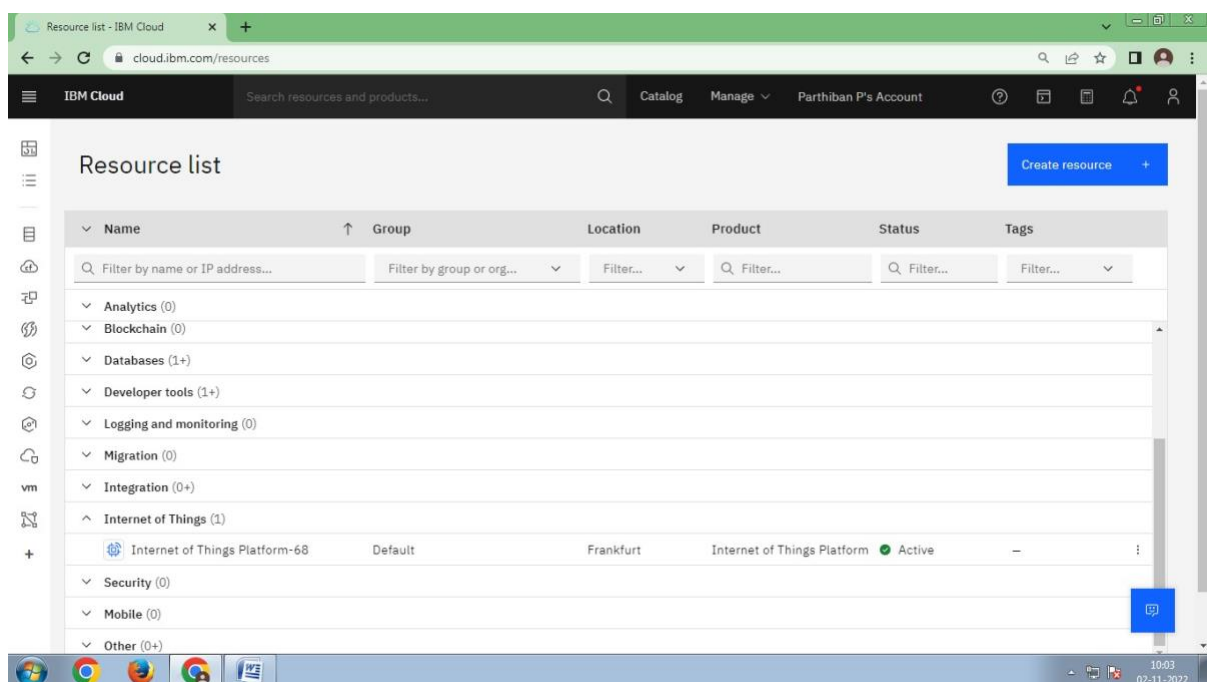 Resource list - IBM Cloud
cloud.ibm.com/resources
IBM Cloud Search resources and products... Catalog Manage Parthiban P's Account
Resource list
Create resource +
Name Group Location Product Status Tags
Filter by name or IP address... Filter by group or org... Filter... Filter... Filter... Filter...
Analytics (0)
Blockchain (0)
Databases (1+)
Developer tools (1+)
Logging and monitoring (0)
Migration (0)
vm
Integration (0+)
Internet of Things (1)
Internet of Things Platform-68 Default Frankfurt Internet of Things Platform Active –
Security (0)
Mobile (0)
Other (0+)
10:03
02-11-2022